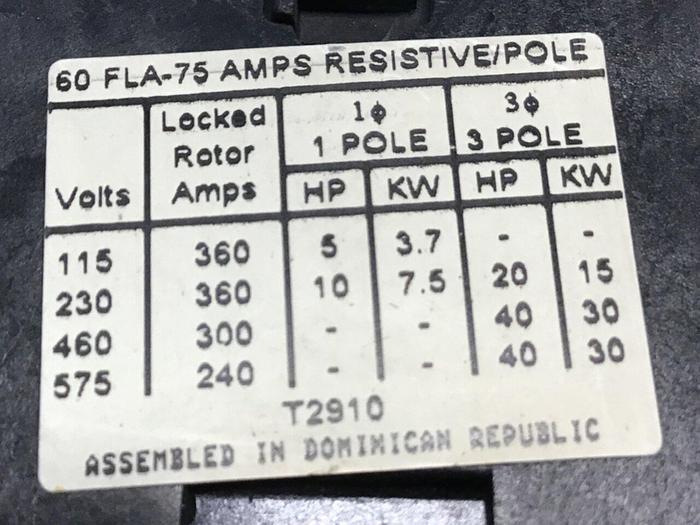 60 FLA-75 AMPS RESISTIVE/POLE
Locked 1ϕ 3ϕ
Rotor 1 POLE 3 POLE
Volts Amps HP KW HP KW
115 360 5 3.7 - -
230 360 10 7.5 20 15
460 300 - - 40 30
575 240 - - 40 30
T2910
ASSEMBLED IN DOMINICAN REPUBLIC